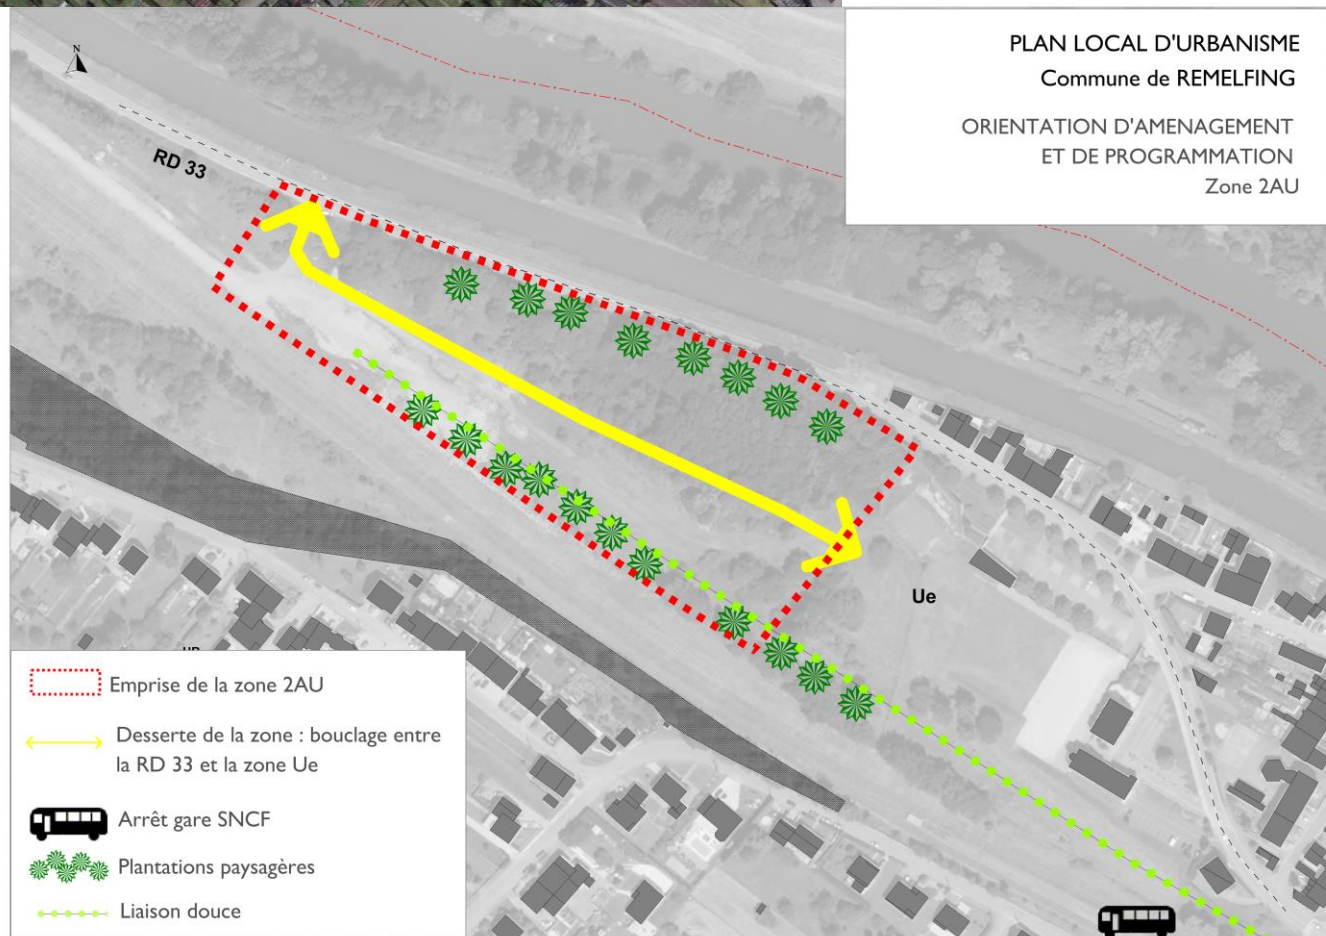 PLAN LOCAL D'URBANISME
Commune de REMELFING
ORIENTATION D'AMENAGEMENT
ET DE PROGRAMMATION
Zone 2AU
N
RD 33
Ue
Emprise de la zone 2AU
Desserte de la zone : bouclage entre
la RD 33 et la zone Ue
Arrêt gare SNCF
Plantations paysagères
Liaison douce